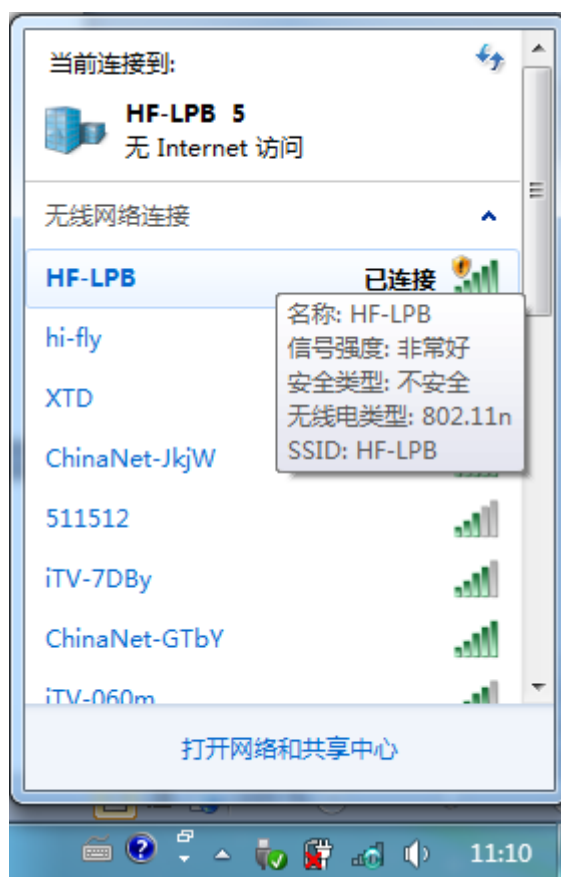 当前连接到:
HF-LPB 5
无 Internet 访问
无线网络连接
HF-LPB 已连接
名称: HF-LPB
信号强度: 非常好
安全类型: 不安全
无线电类型: 802.11n
SSID: HF-LPB
hi-fly
XTD
ChinaNet-JkjW
511512
iTV-7DBy
ChinaNet-GTbY
iTV-060m
打开网络和共享中心
11:10